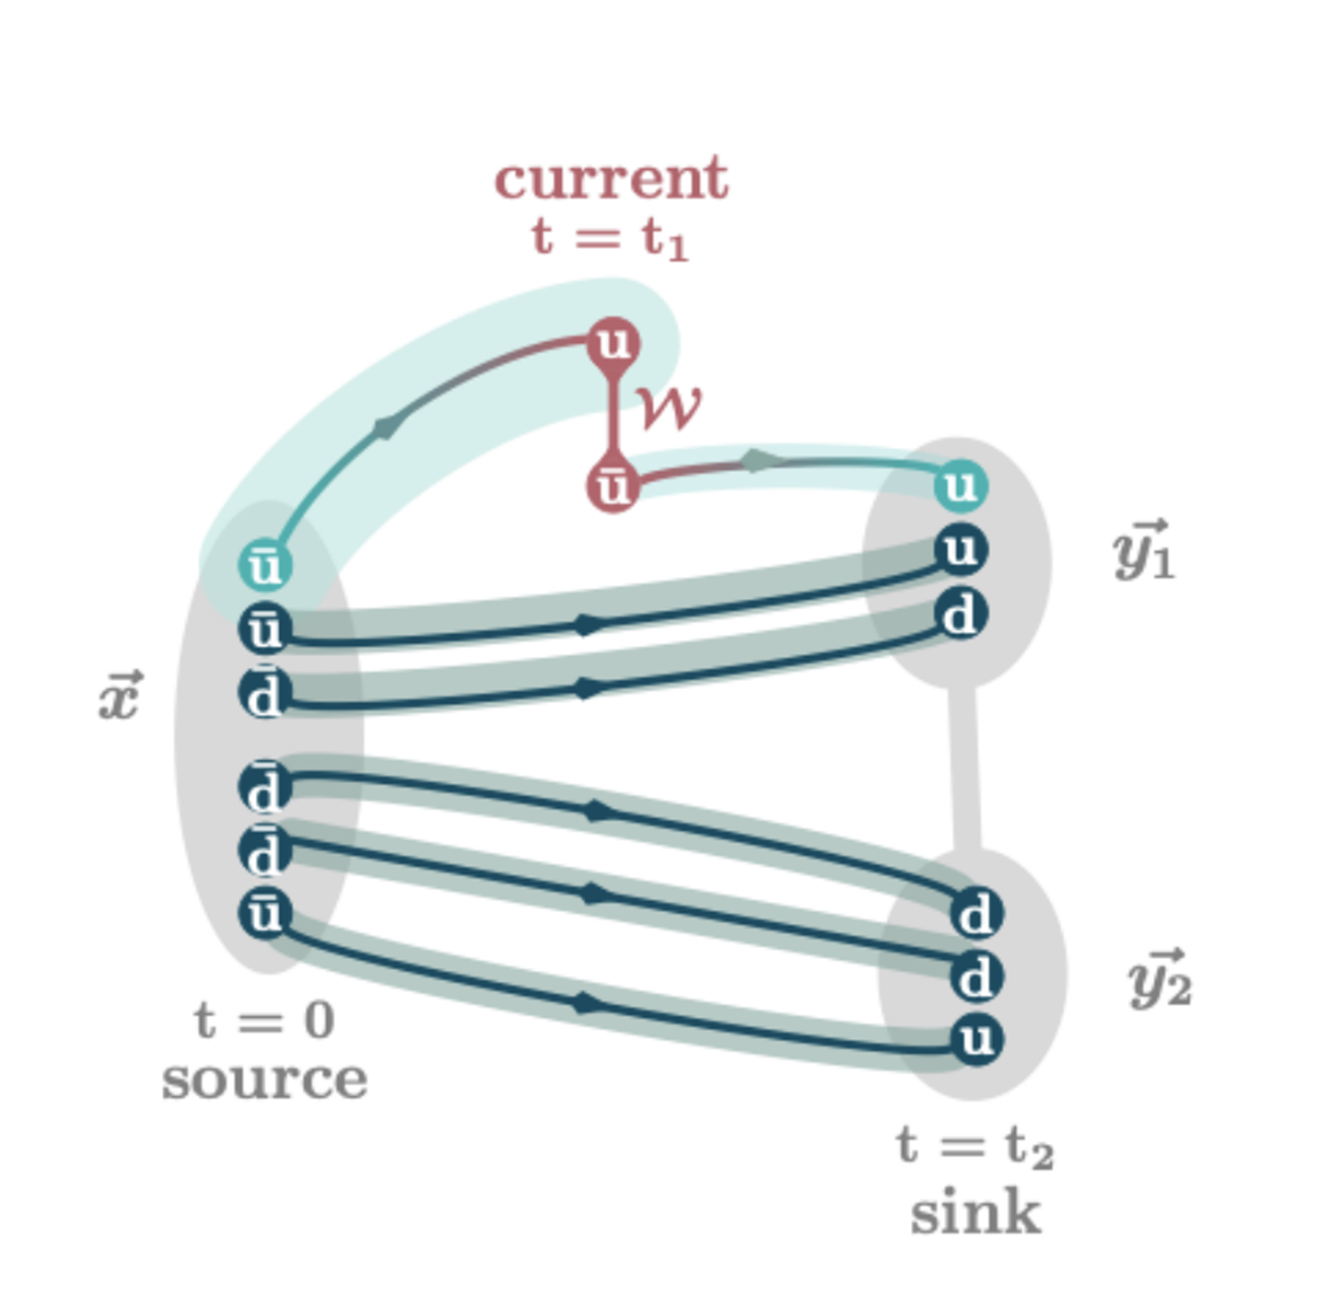 current
t = t₁
u
𝒲
ū
ū
ū
d̄
d̄
d̄
ū
u
u
d
d
d
u
x⃗
y⃗₁
y⃗₂
t = 0
source
t = t₂
sink